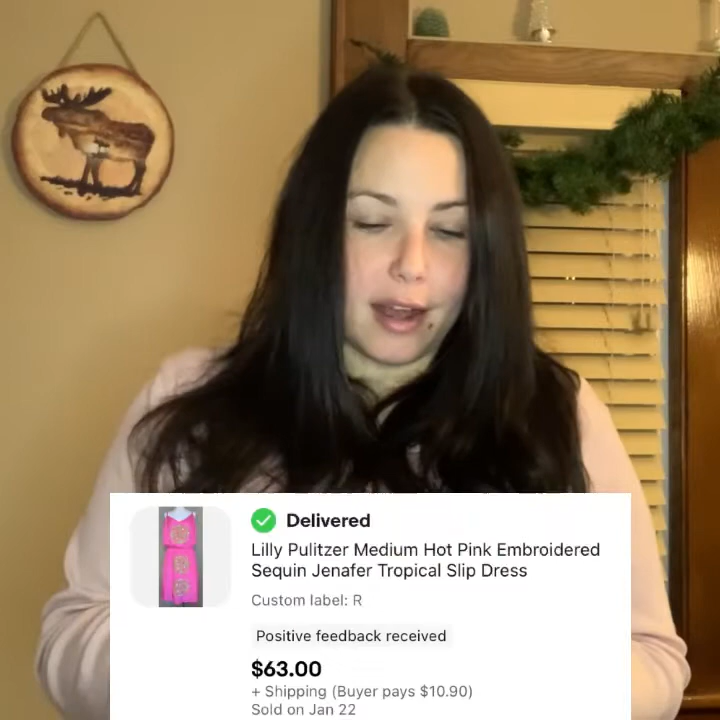 Delivered
Lilly Pulitzer Medium Hot Pink Embroidered
Sequin Jenafer Tropical Slip Dress
Custom label: R
Positive feedback received
$63.00
+ Shipping (Buyer pays $10.90)
Sold on Jan 22